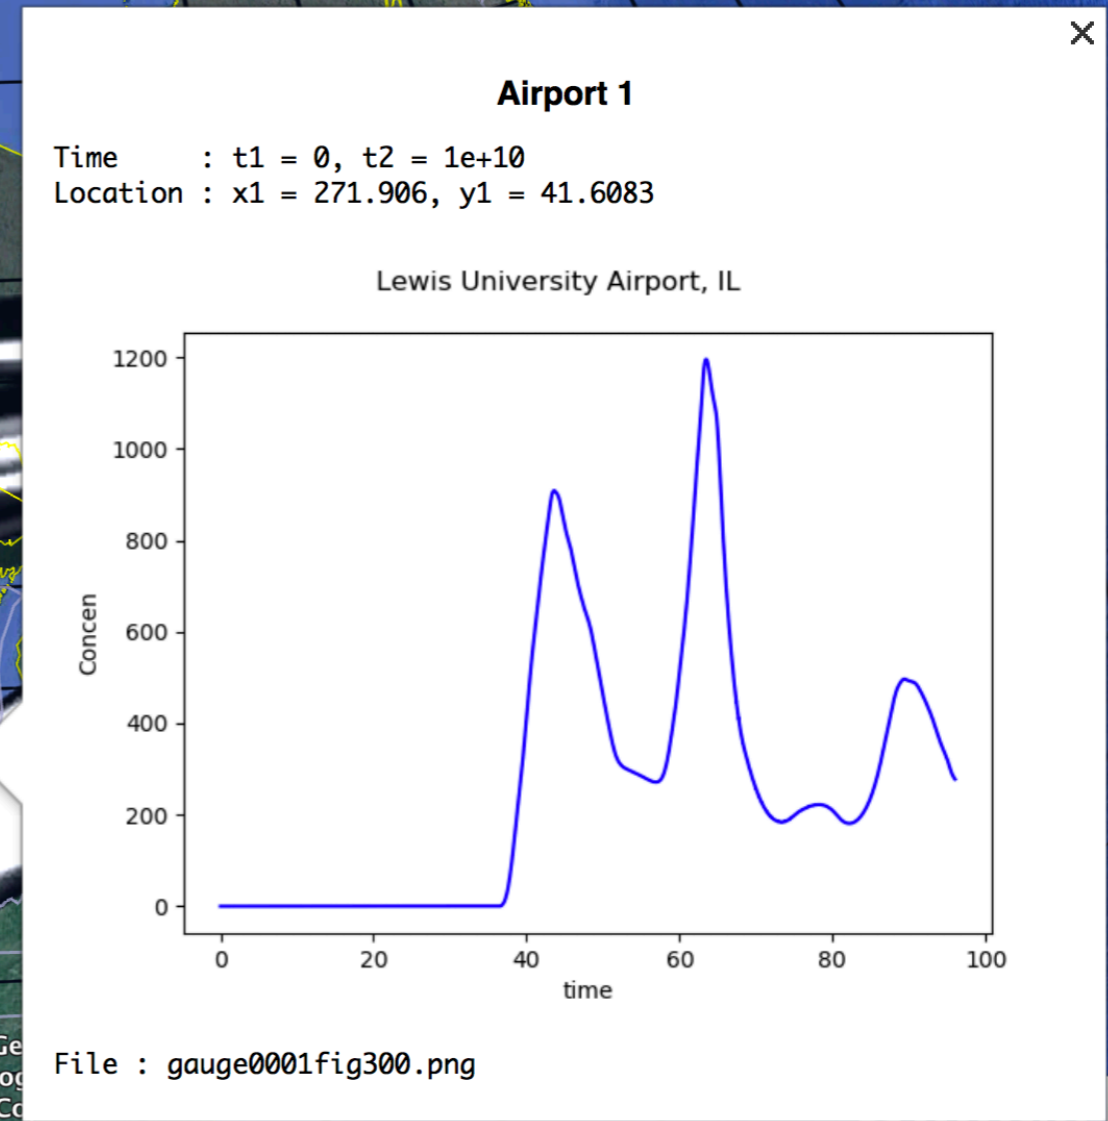 Airport 1
Time     : t1 = 0, t2 = 1e+10
Location : x1 = 271.906, y1 = 41.6083
Lewis University Airport, IL
1200
1000
800
600
400
200
0
Concen
0 20 40 60 80 100
time
File : gauge0001fig300.png